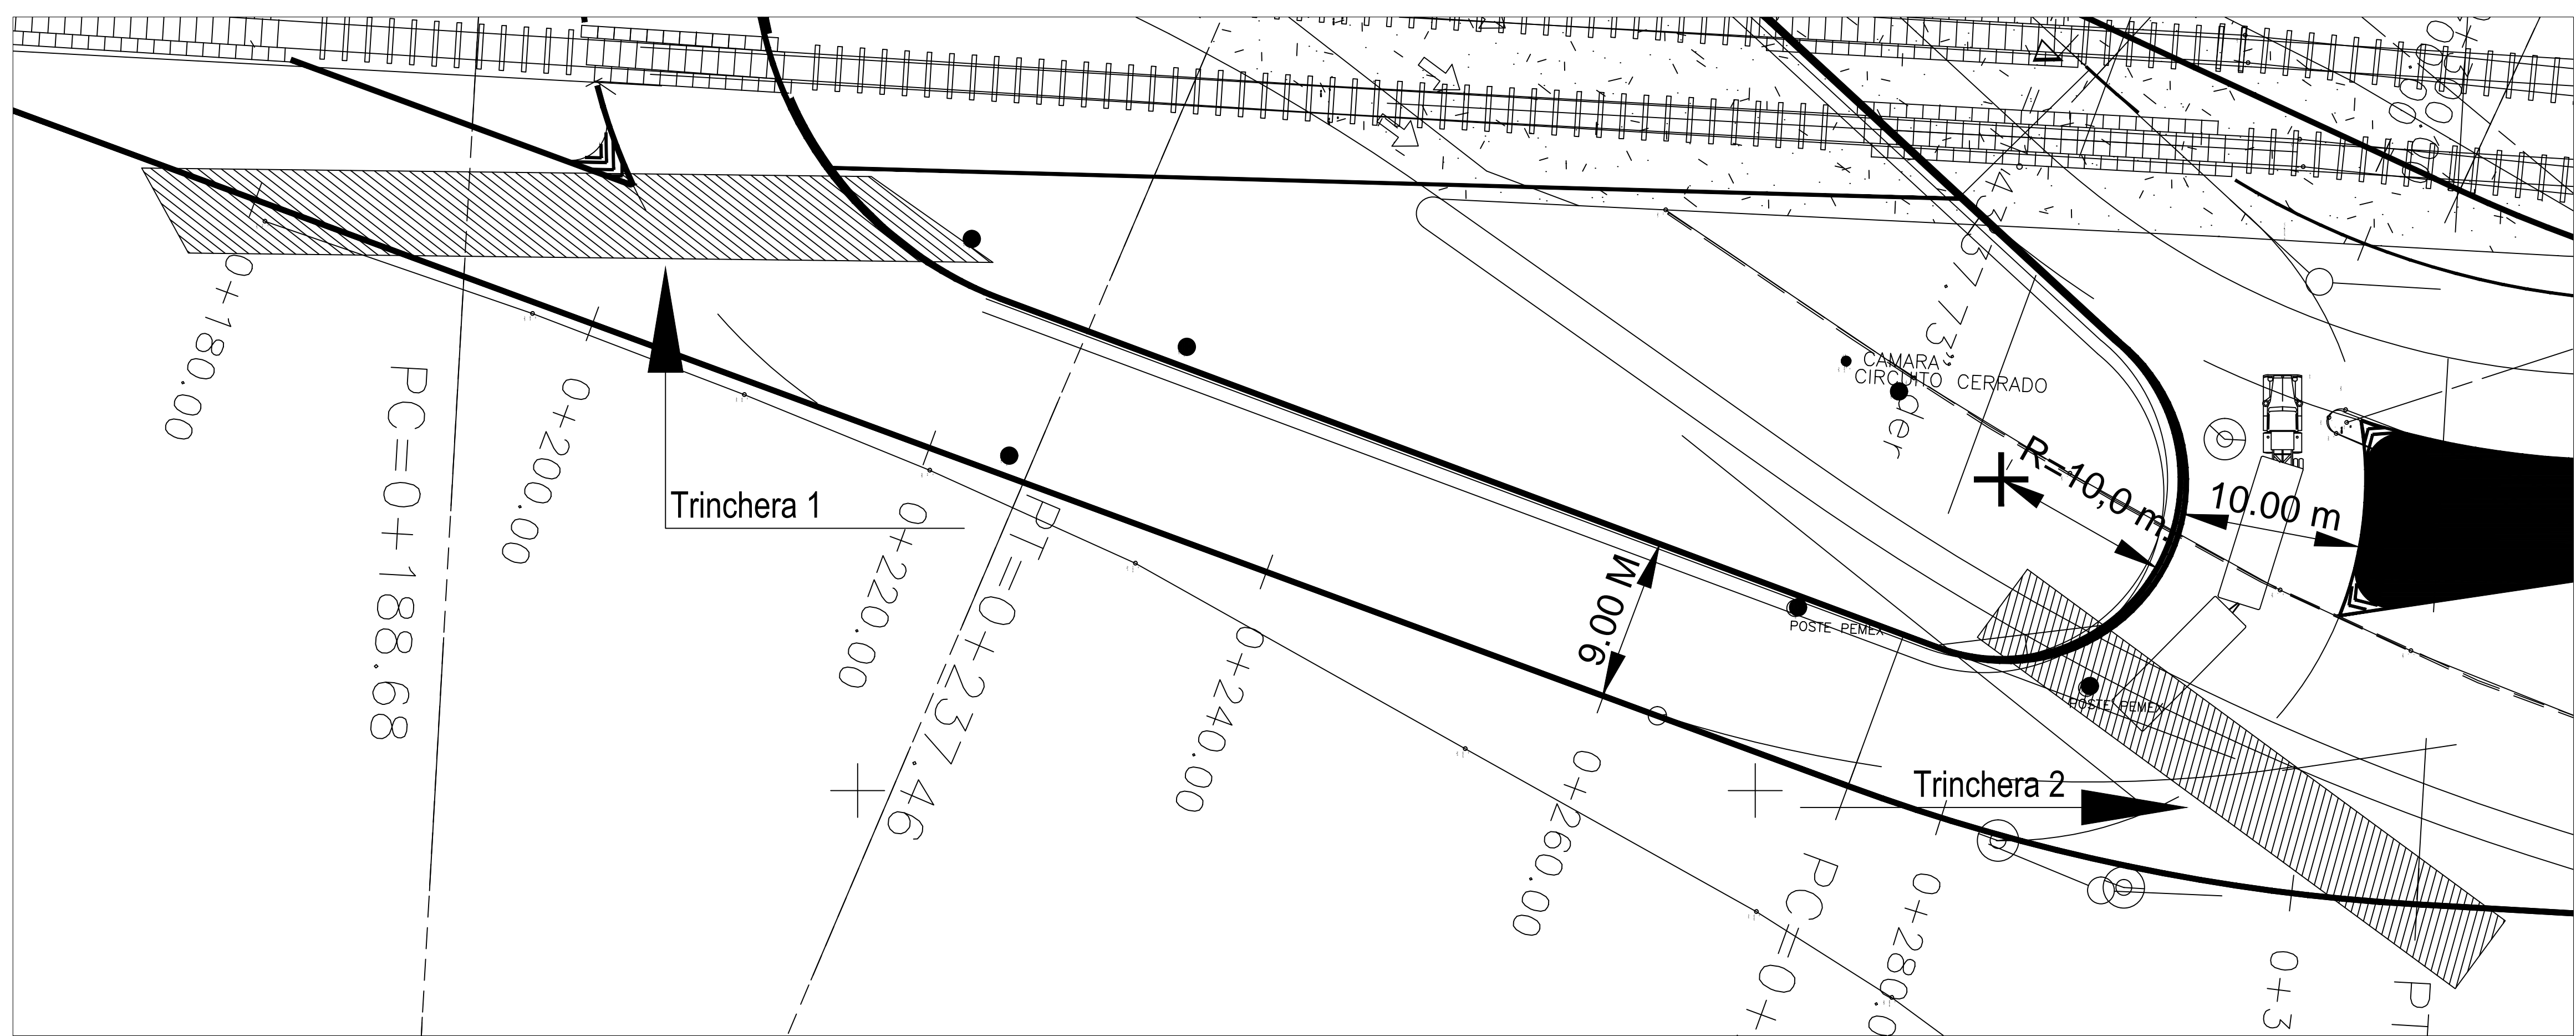 0+180.00
PC=0+188.68
0+200.00
Trinchera 1
0+220.00
PI=0+237.46
0+240.00
9.00 M
0+260.00
CAMARA
CIRCUITO CERRADO
R=10,0 m.
10.00 m
POSTE PEMEX
POSTE PEMEX
Trinchera 2
PC=0+
0+280.0
0+3
PT